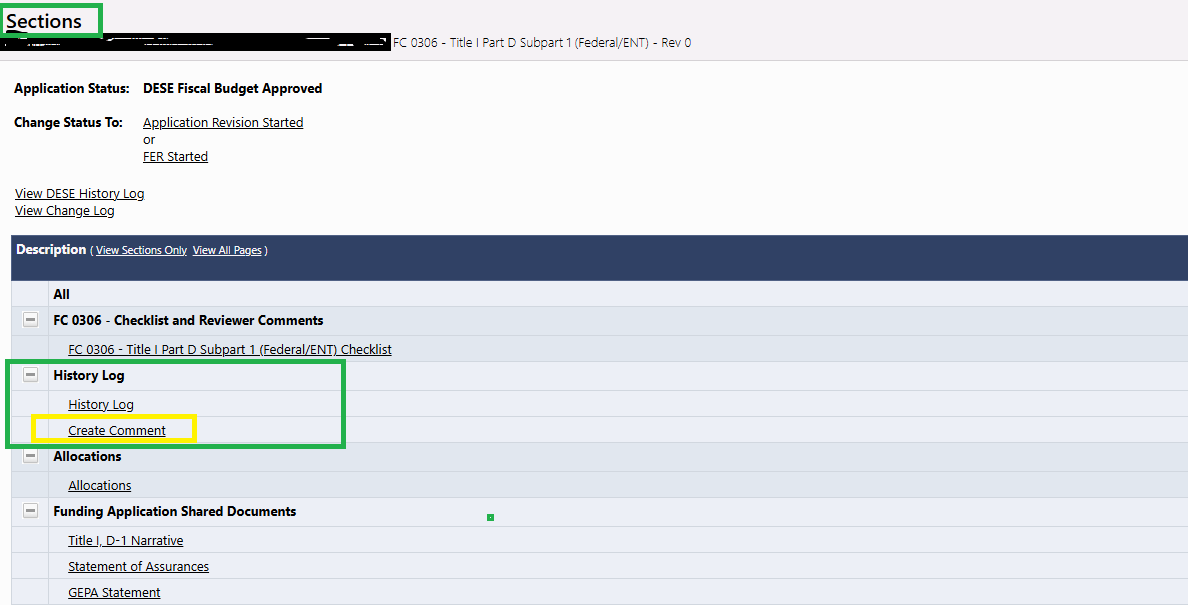 Sections
FC 0306 - Title I Part D Subpart 1 (Federal/ENT) - Rev 0
Application Status: DESE Fiscal Budget Approved
Change Status To: Application Revision Started
or
FER Started
View DESE History Log
View Change Log
Description ( View Sections Only View All Pages )
All
FC 0306 - Checklist and Reviewer Comments
FC 0306 - Title I Part D Subpart 1 (Federal/ENT) Checklist
History Log
History Log
Create Comment
Allocations
Allocations
Funding Application Shared Documents
Title I, D-1 Narrative
Statement of Assurances
GEPA Statement